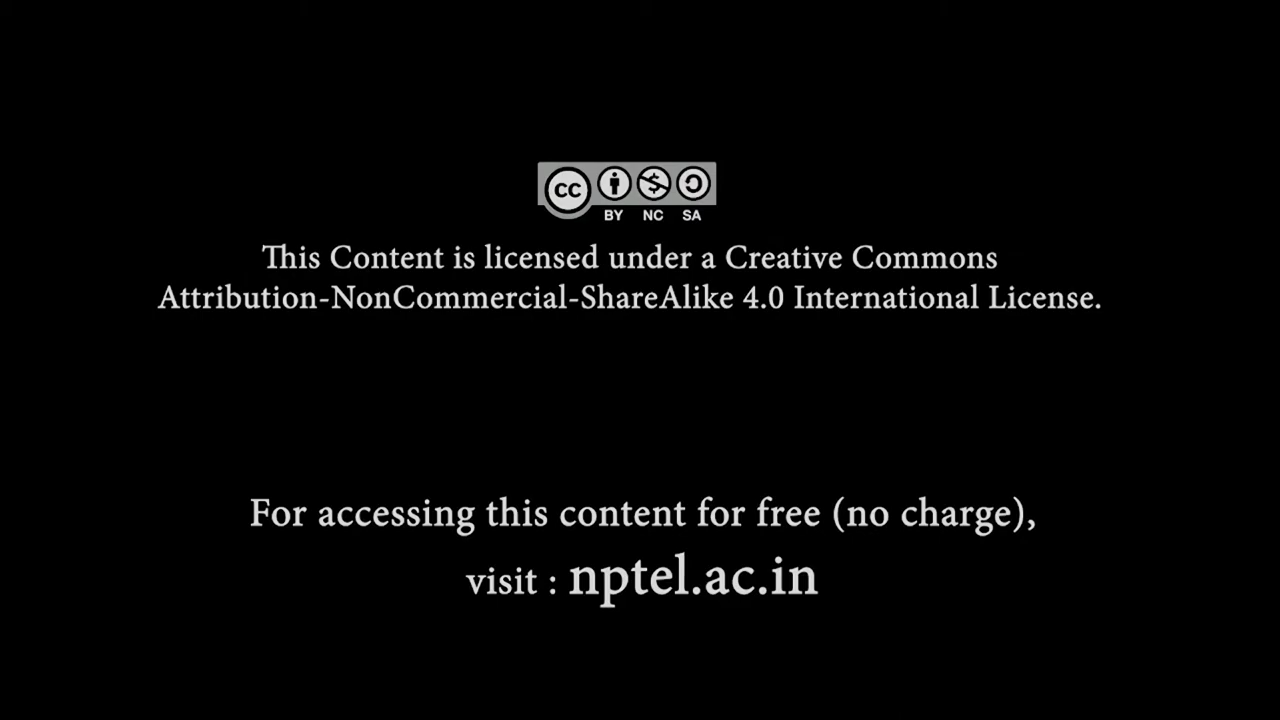 cc
BY NC SA
This Content is licensed under a Creative Commons
Attribution-NonCommercial-ShareAlike 4.0 International License.
For accessing this content for free (no charge),
visit : nptel.ac.in